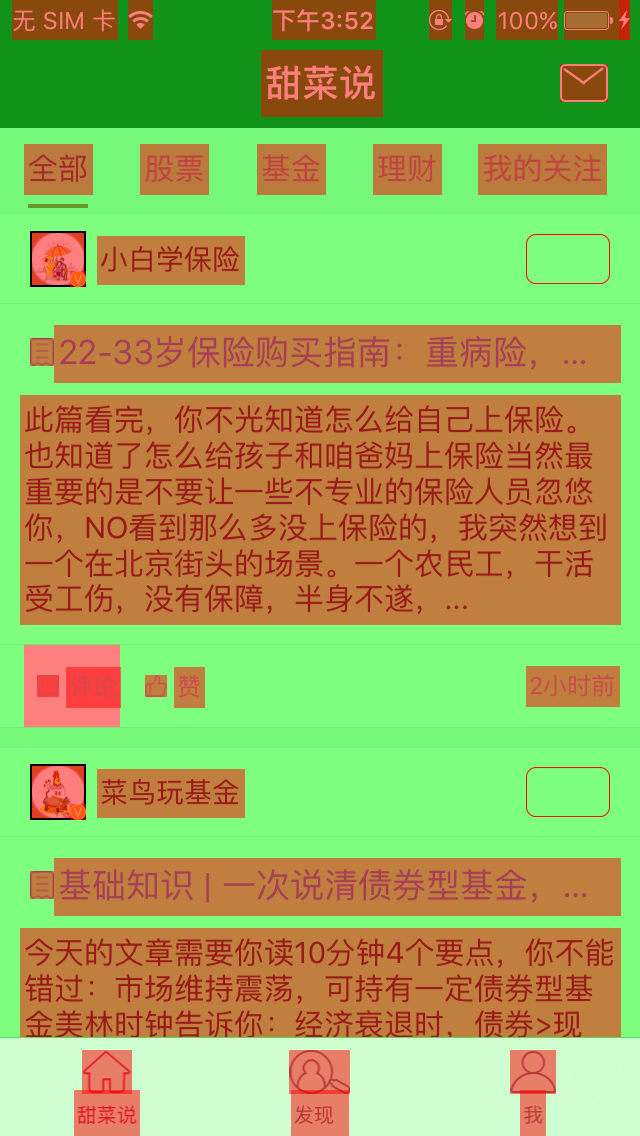 无 SIM 卡 下午3:52 100%
甜菜说
全部 股票 基金 理财 我的关注
小白学保险
22-33岁保险购买指南：重病险，...
此篇看完，你不光知道怎么给自己上保险。
也知道了怎么给孩子和咱爸妈上保险当然最
重要的是不要让一些不专业的保险人员忽悠
你，NO看到那么多没上保险的，我突然想到
一个在北京街头的场景。一个农民工，干活
受工伤，没有保障，半身不遂，...
评论 赞 2小时前
菜鸟玩基金
基础知识 | 一次说清债券型基金，...
今天的文章需要你读10分钟4个要点，你不能
错过：市场维持震荡，可持有一定债券型基
金美林时钟告诉你：经济衰退时，债券>现
甜菜说 发现 我